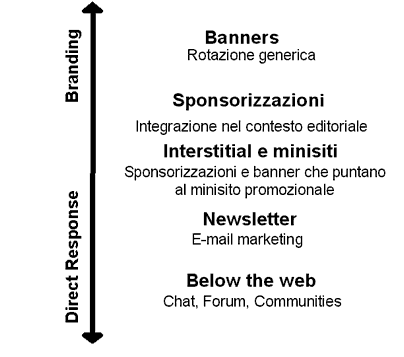 Branding
Banners
Rotazione generica
Sponsorizzazioni
Integrazione nel contesto editoriale
Interstitial e minisiti
Sponsorizzazioni e banner che puntano
al minisito promozionale
Direct Response
Newsletter
E-mail marketing
Below the web
Chat, Forum, Communities